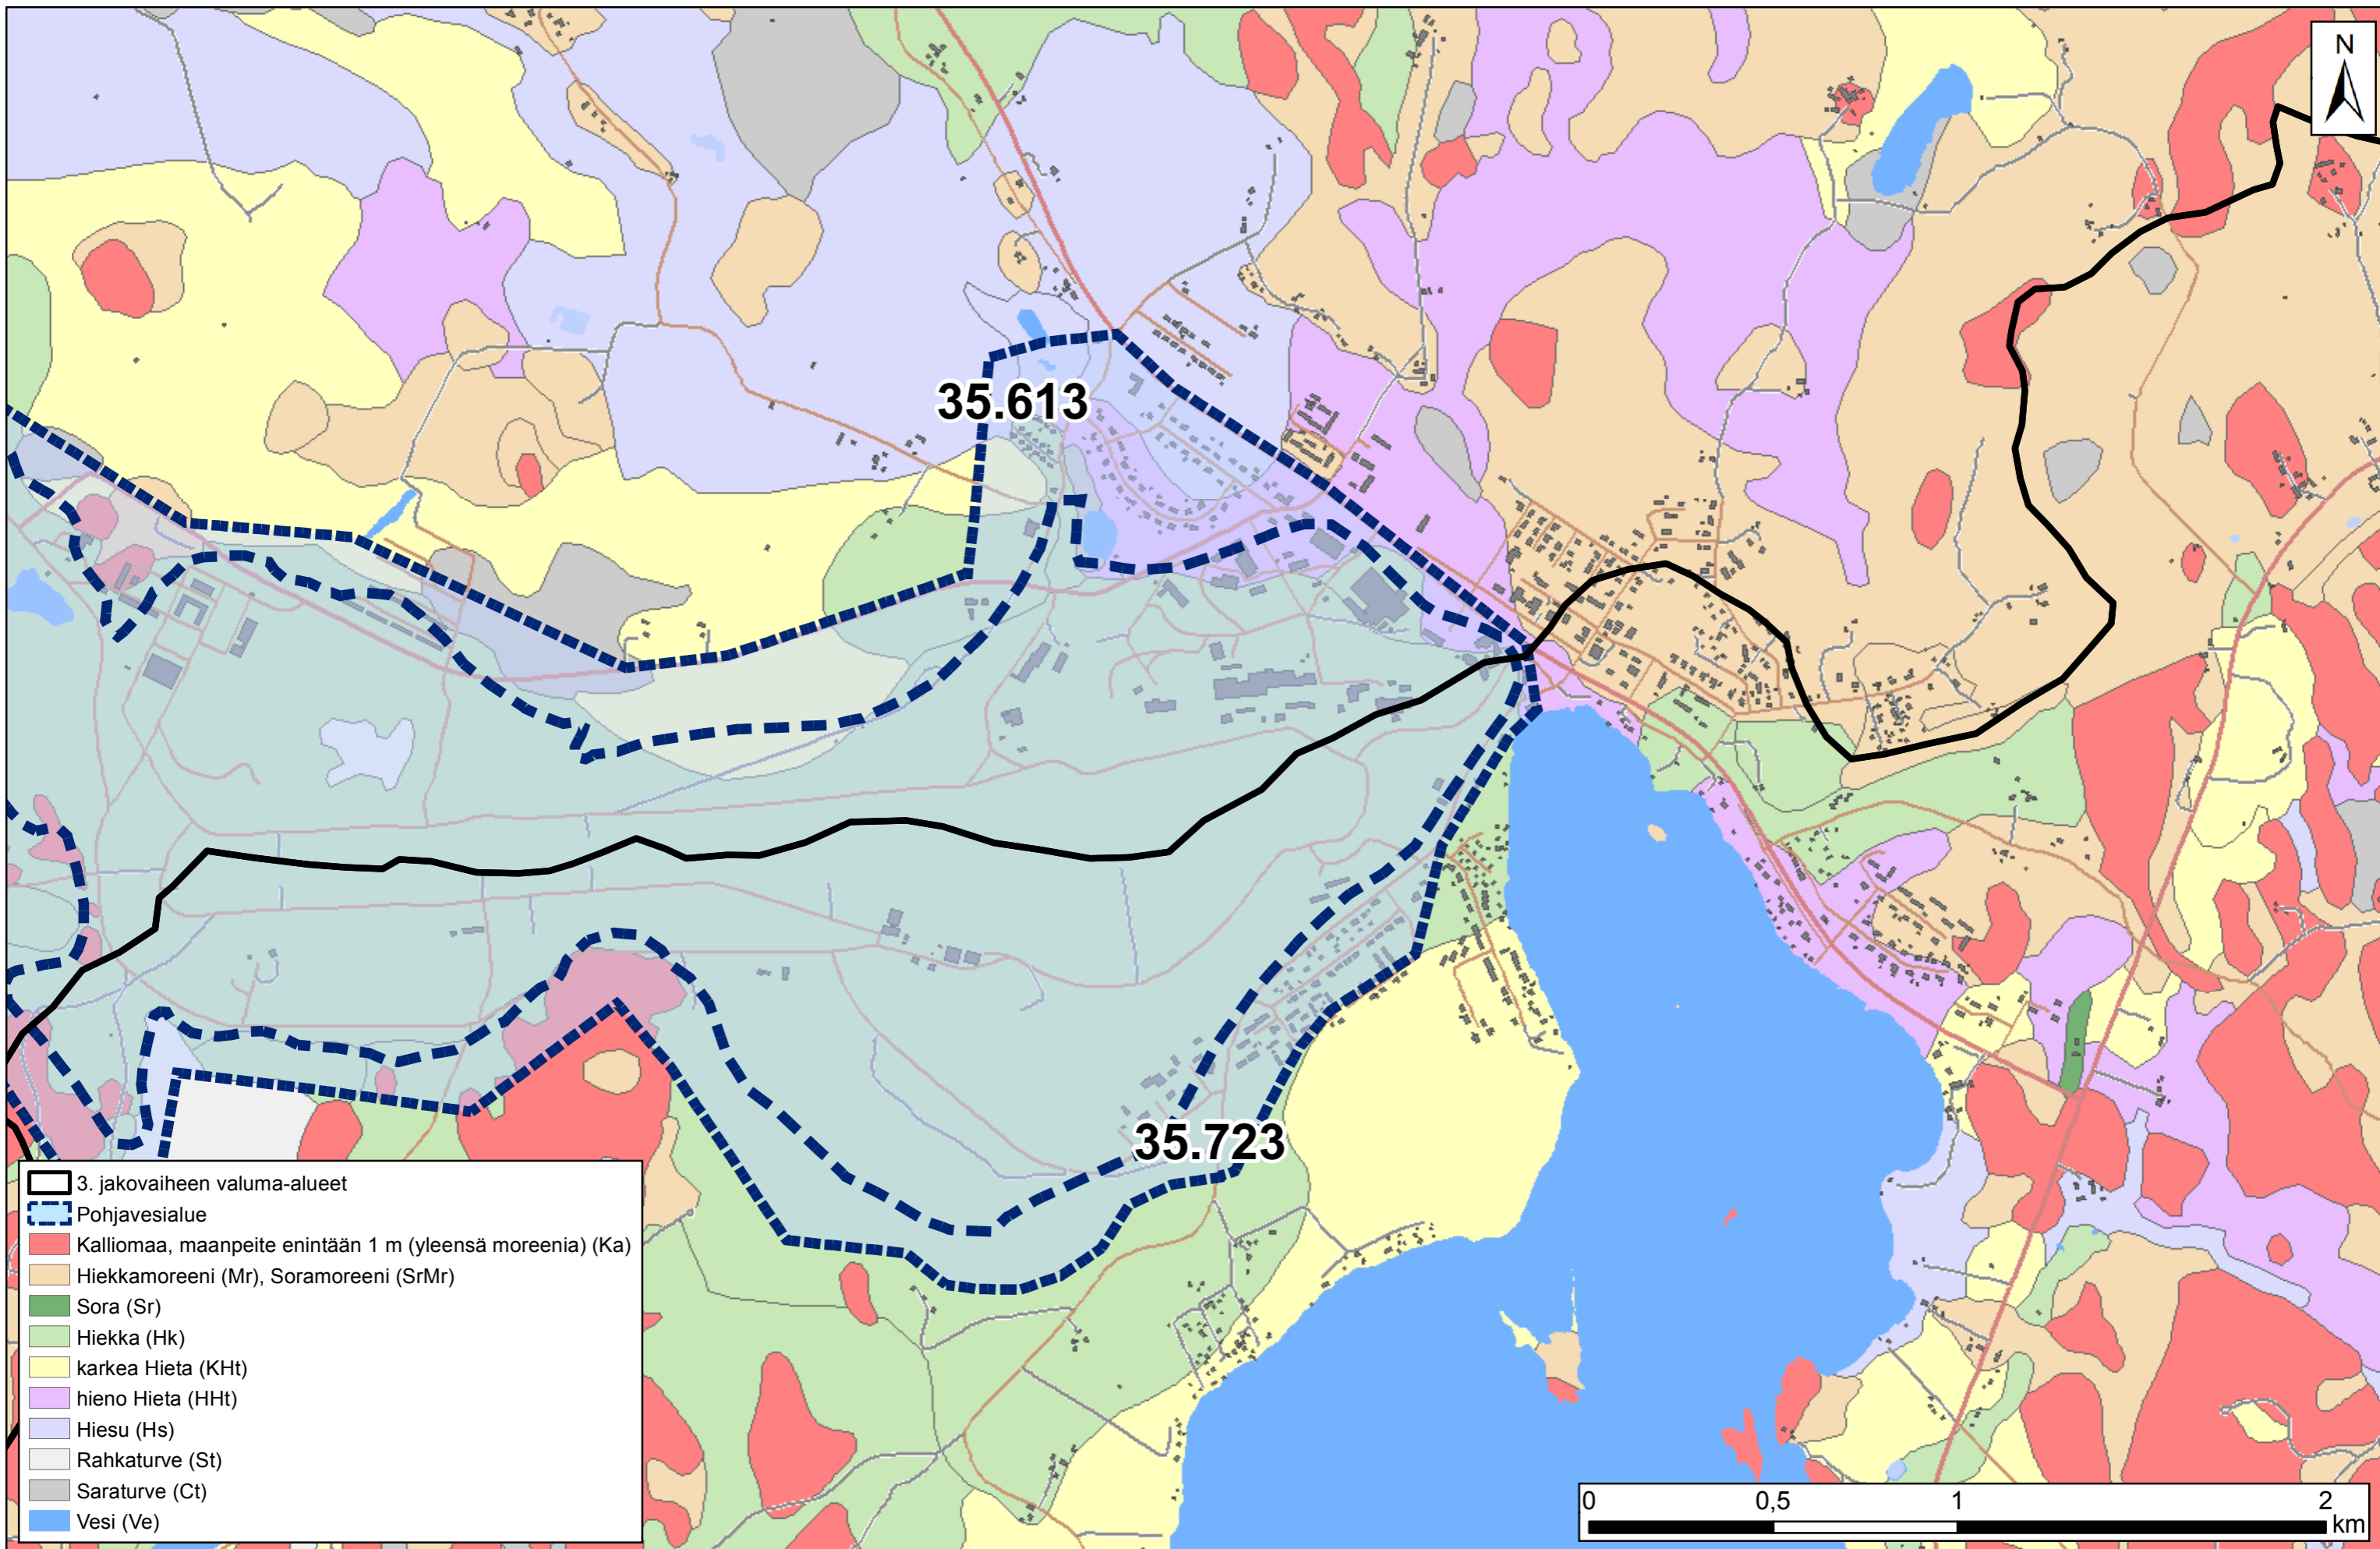 N
35.613
35.723
3. jakovaiheen valuma-alueet
Pohjavesialue
Kalliomaa, maanpeite enintään 1 m (yleensä moreenia) (Ka)
Hiekkamoreeni (Mr), Soramoreeni (SrMr)
Sora (Sr)
Hiekka (Hk)
karkea Hieta (KHt)
hieno Hieta (HHt)
Hiesu (Hs)
Rahkaturve (St)
Saraturve (Ct)
Vesi (Ve)
0 0,5 1 2
km